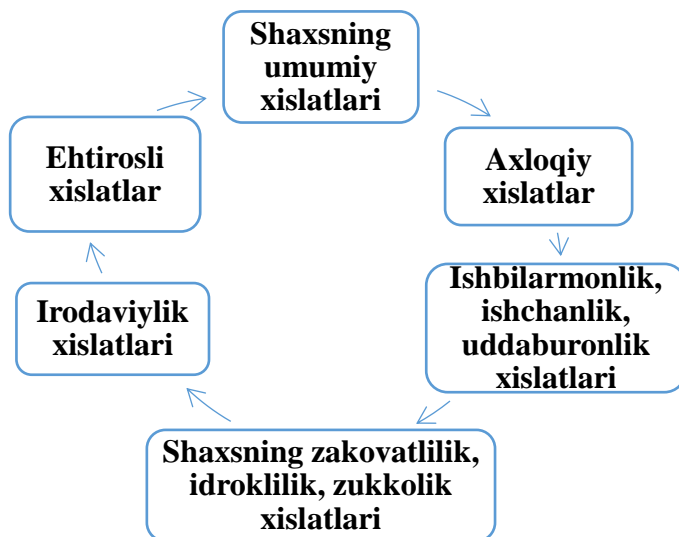 Shaxsning
umumiy
xislatlari
Axloqiy
xislatlar
Ishbilarmonlik,
ishchanlik,
uddaburonlik
xislatlari
Shaxsning zakovatlilik,
idroklilik, zukkolik
xislatlari
Irodaviylik
xislatlari
Ehtirosli
xislatlar